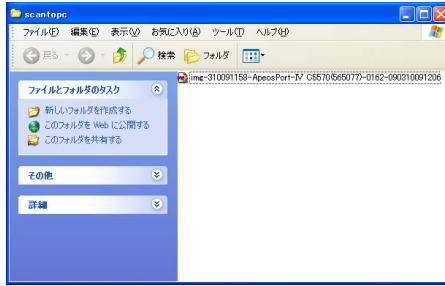 scantopc
ファイル(F) 編集(E) 表示(V) お気に入り(A) ツール(T) ヘルプ(H)
戻る 検索 フォルダ
img-310091158-ApeosPort-IV C5570(565077)-0162-090310091206
ファイルとフォルダのタスク
新しいフォルダを作成する
このフォルダを Web に公開する
このフォルダを共有する
その他
詳細